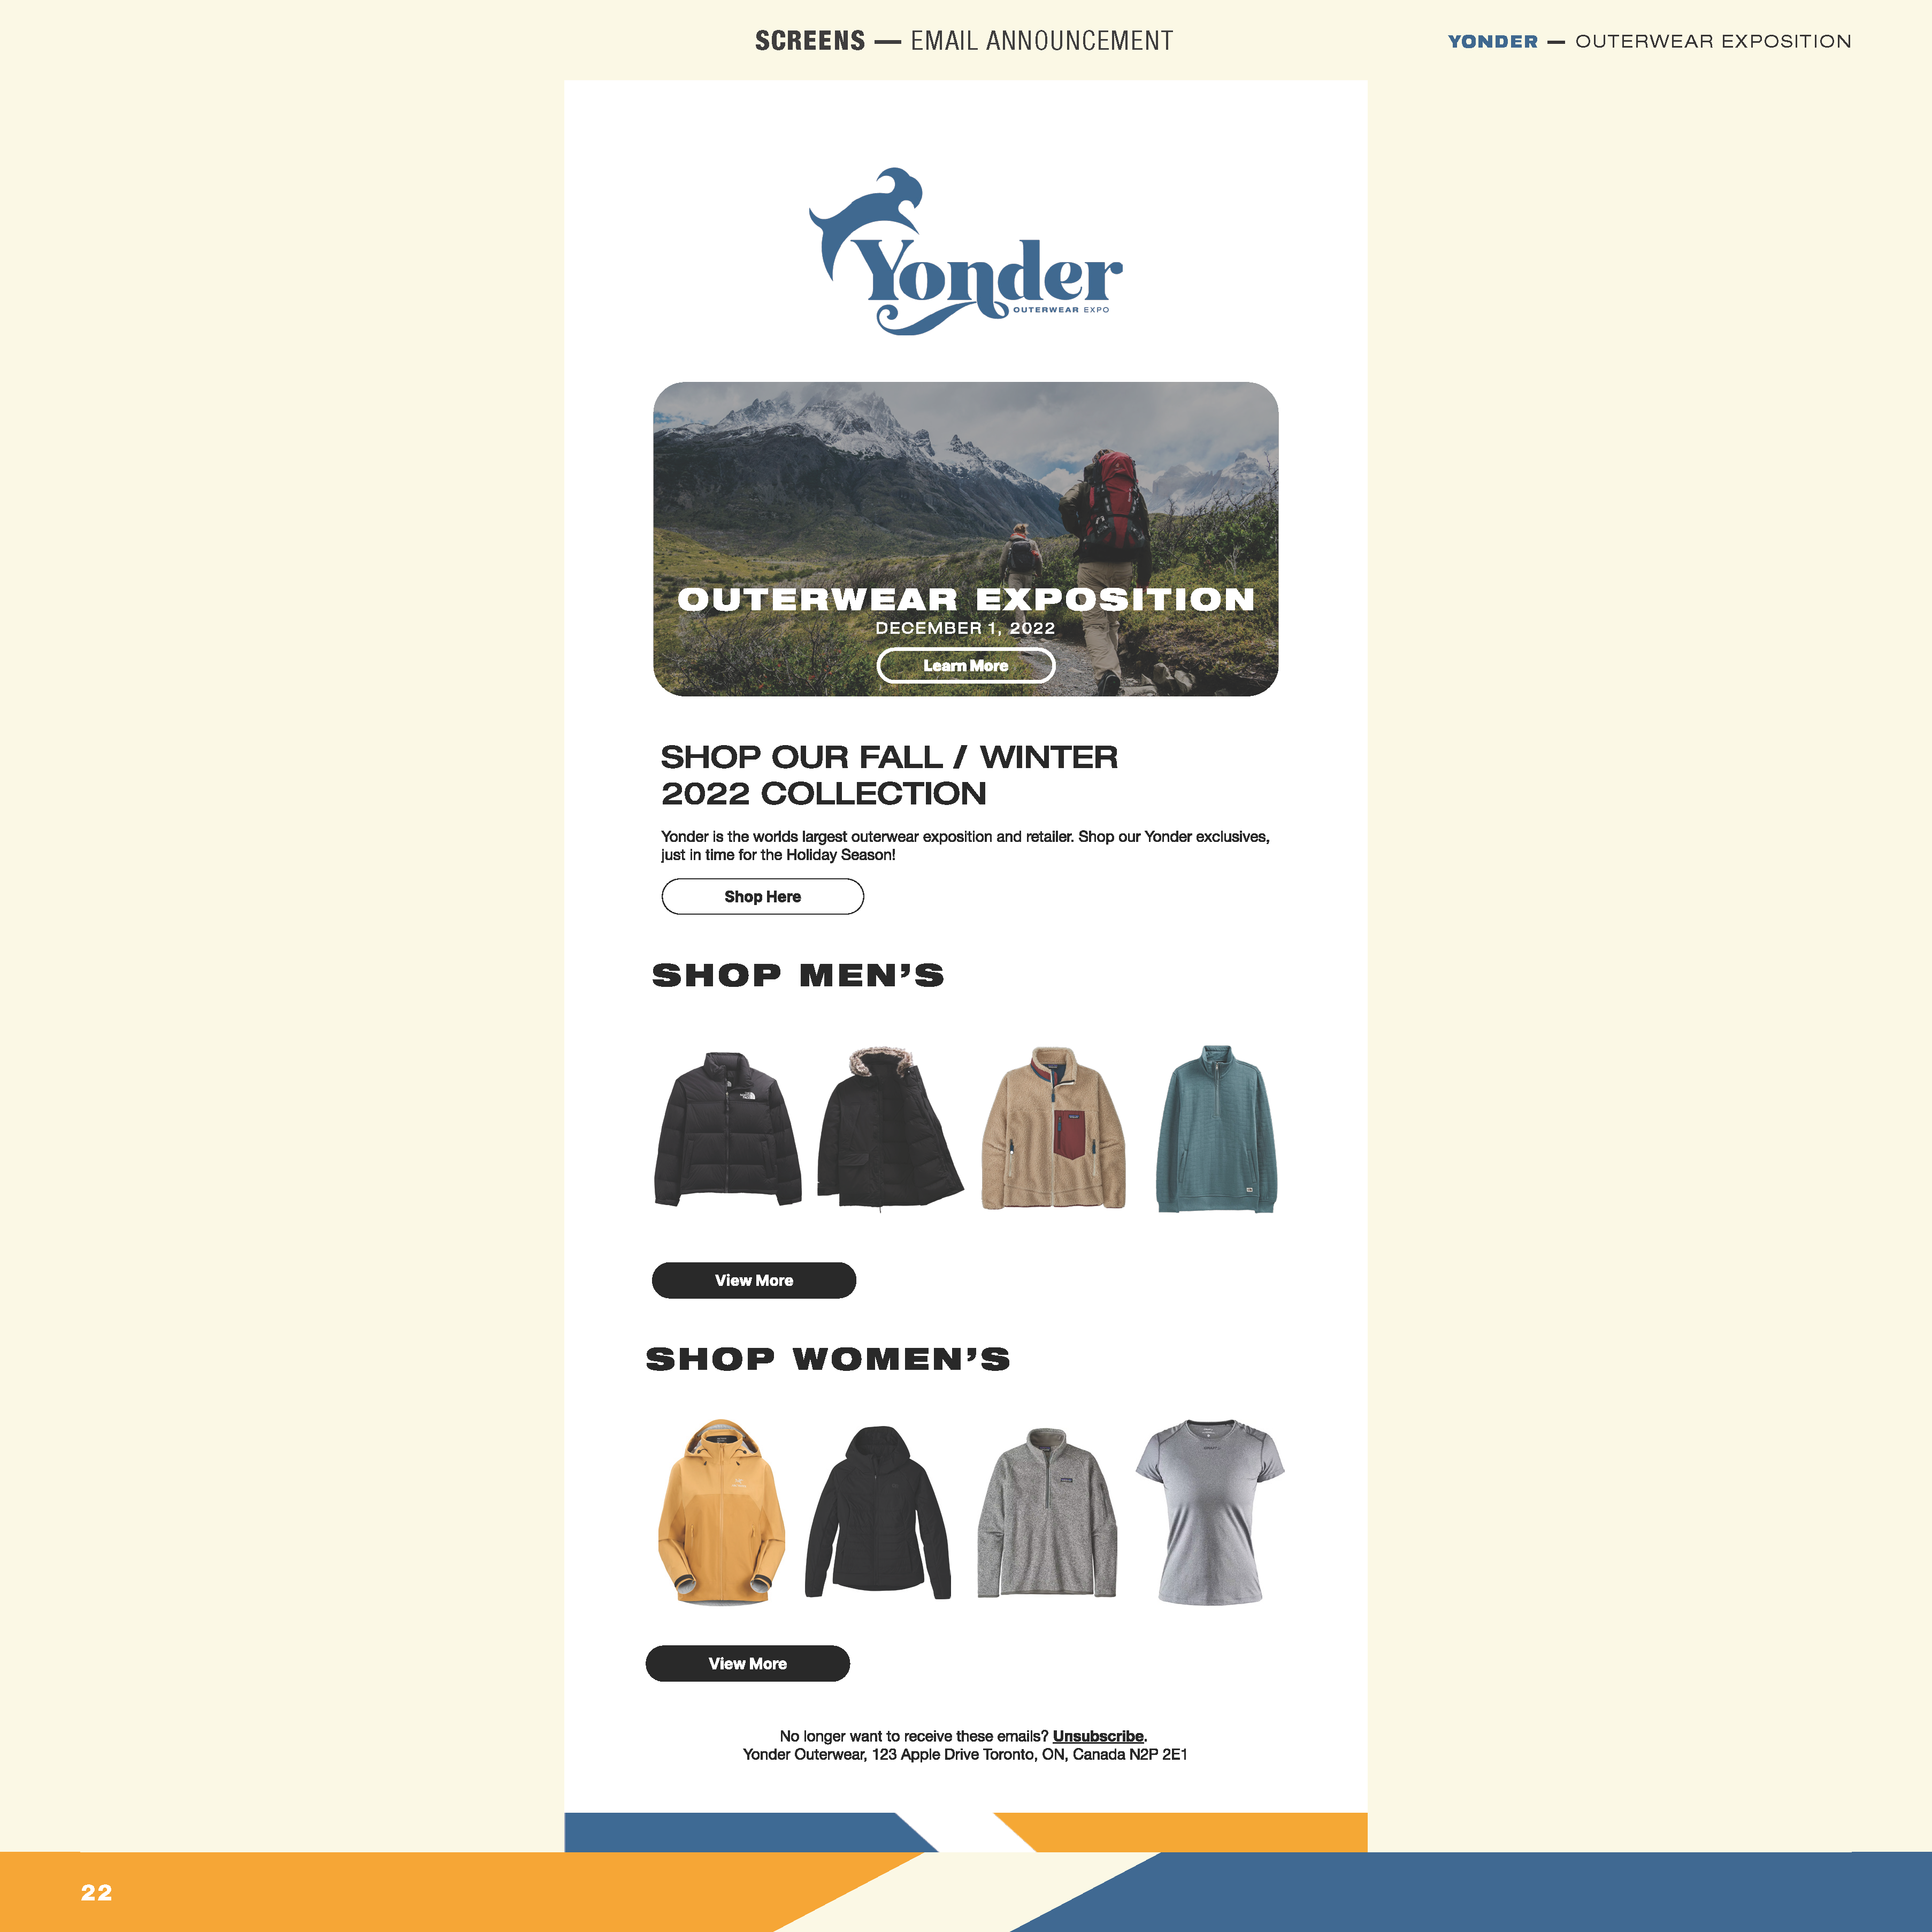 SCREENS — EMAIL ANNOUNCEMENT
YONDER — OUTERWEAR EXPOSITION
Yonder
OUTERWEAR EXPO
OUTERWEAR EXPOSITION
DECEMBER 1, 2022
Learn More
SHOP OUR FALL / WINTER
2022 COLLECTION
Yonder is the worlds largest outerwear exposition and retailer. Shop our Yonder exclusives,
just in time for the Holiday Season!
Shop Here
SHOP MEN’S
View More
SHOP WOMEN’S
View More
No longer want to receive these emails? Unsubscribe.
Yonder Outerwear, 123 Apple Drive Toronto, ON, Canada N2P 2E1
22